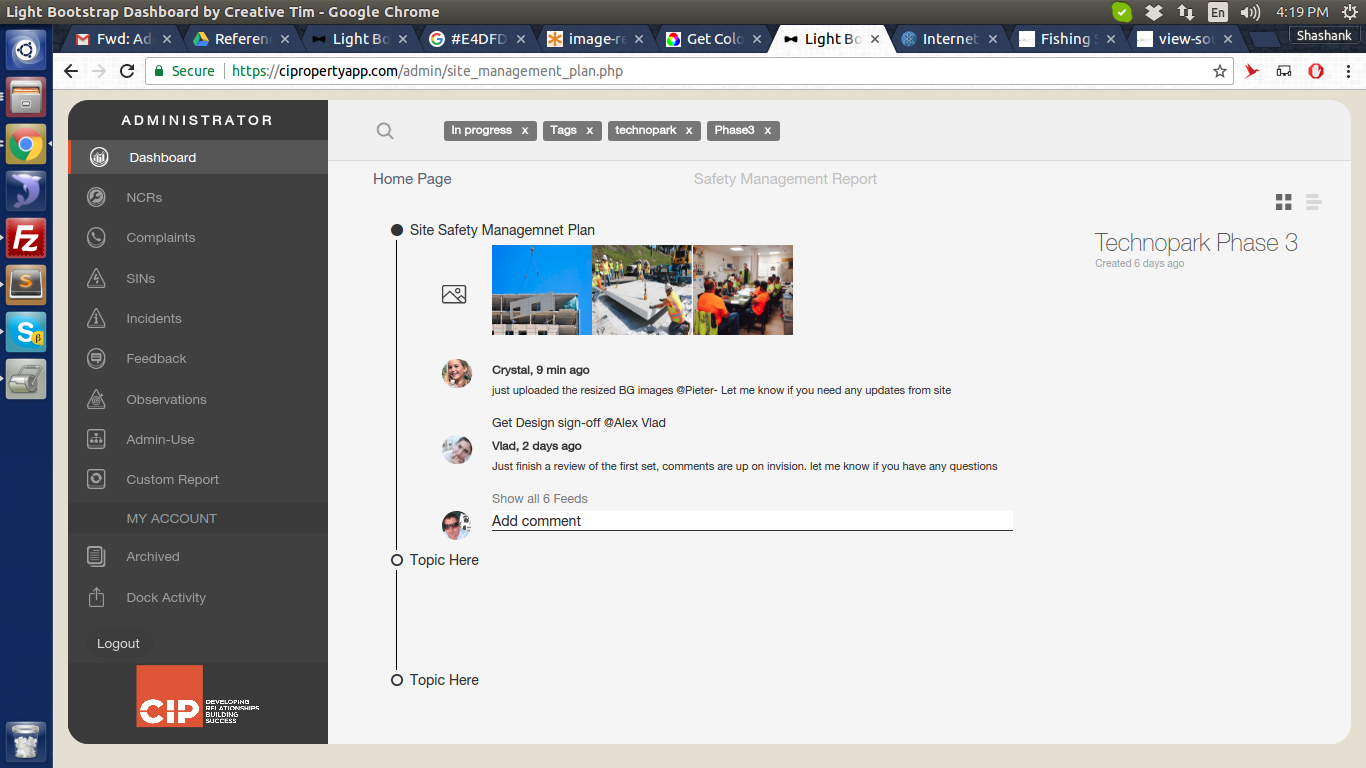 Light Bootstrap Dashboard by Creative Tim - Google Chrome
En
4:19 PM
Fwd: Ad
Referen
Light Bo
#E4DFD
image-re
Get Colo
Light Bo
Internet
Fishing S
view-sou
Shashank
Secure
https://cipropertyapp.com/admin/site_management_plan.php
ADMINISTRATOR
Dashboard
NCRs
Complaints
SINs
Incidents
Feedback
Observations
Admin-Use
Custom Report
MY ACCOUNT
Archived
Dock Activity
Logout
CIP
DEVELOPING
RELATIONSHIPS
BUILDING
SUCCESS
In progress x
Tags x
technopark x
Phase3 x
Home Page
Safety Management Report
Site Safety Managemnet Plan
Technopark Phase 3
Created 6 days ago
Crystal, 9 min ago
just uploaded the resized BG images @Pieter- Let me know if you need any updates from site
Get Design sign-off @Alex Vlad
Vlad, 2 days ago
Just finish a review of the first set, comments are up on invision. let me know if you have any questions
Show all 6 Feeds
Add comment
Topic Here
Topic Here